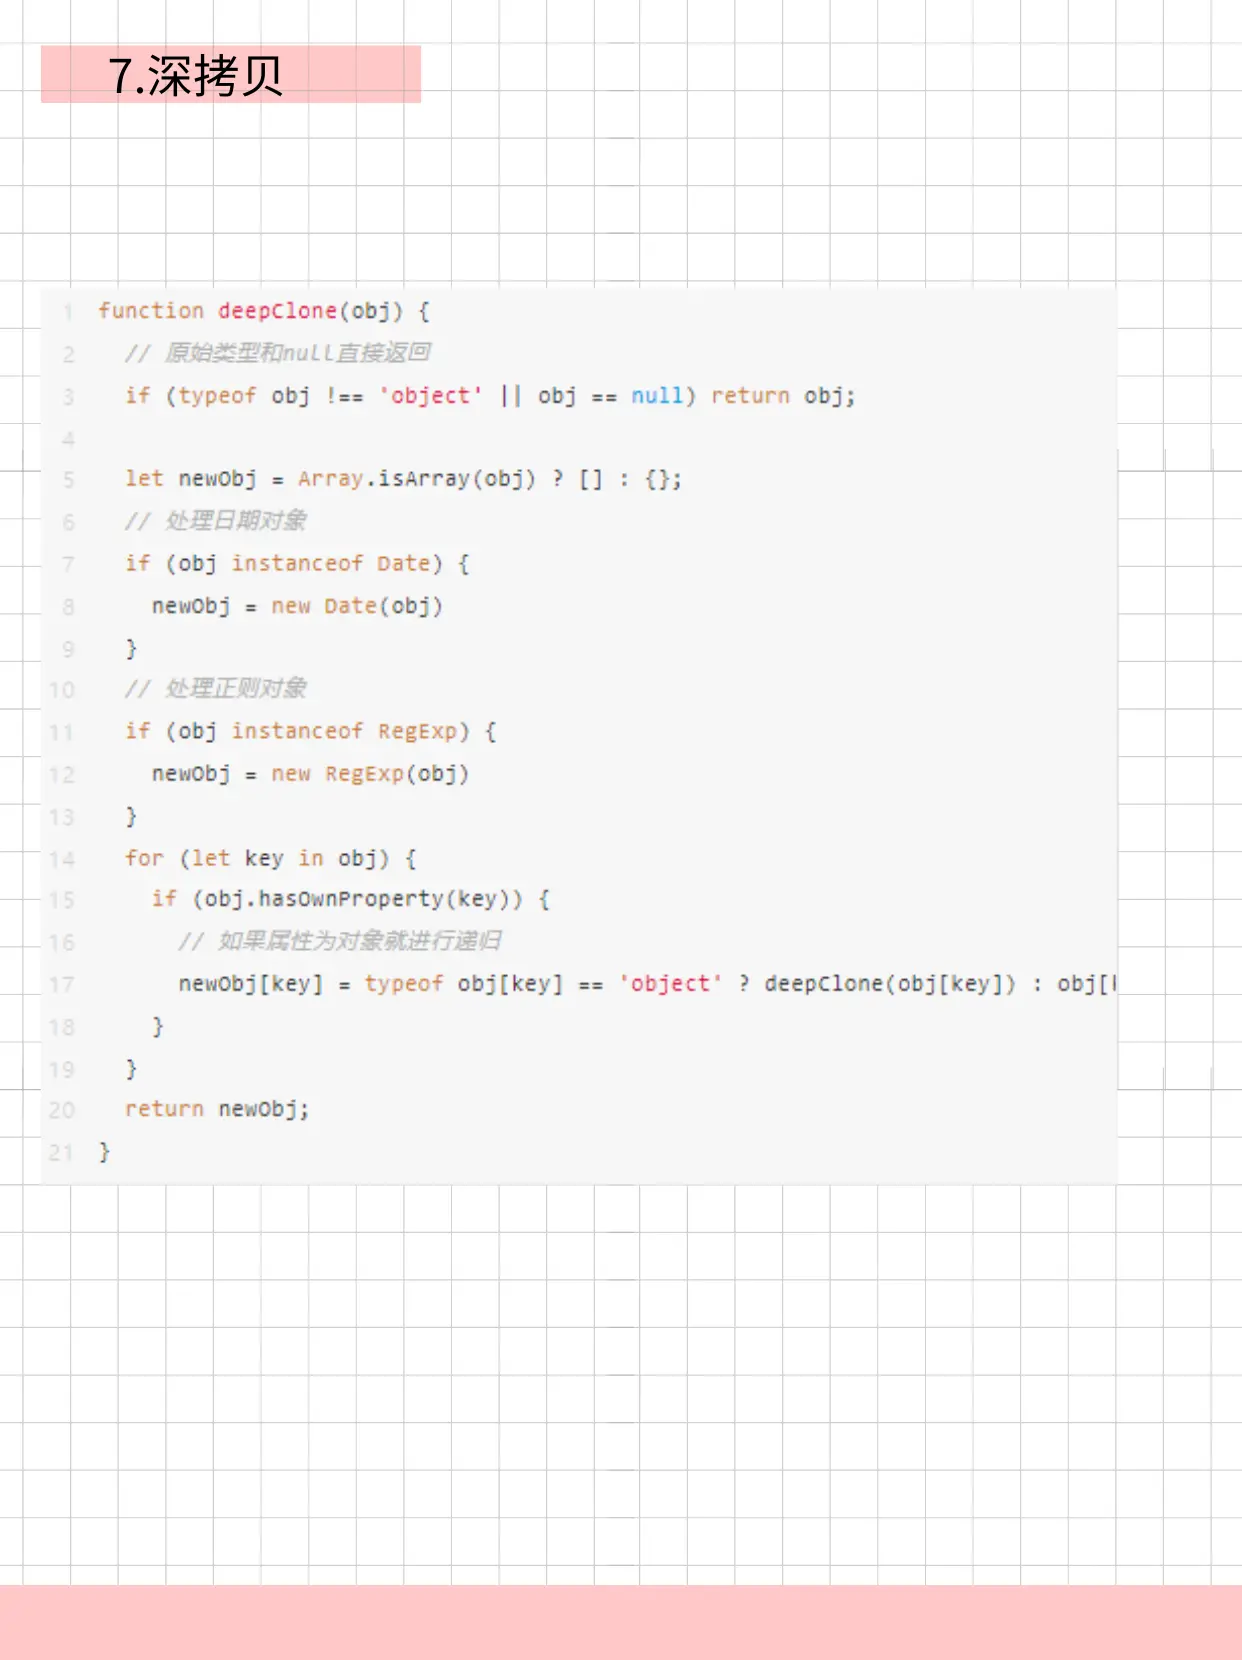 7.深拷贝
1 function deepClone(obj) {
2 // 原始类型和null直接返回
3 if (typeof obj !== 'object' || obj == null) return obj;
4
5 let newObj = Array.isArray(obj) ? [] : {};
6 // 处理日期对象
7 if (obj instanceof Date) {
8 newObj = new Date(obj)
9 }
10 // 处理正则对象
11 if (obj instanceof RegExp) {
12 newObj = new RegExp(obj)
13 }
14 for (let key in obj) {
15 if (obj.hasOwnProperty(key)) {
16 // 如果属性为对象就进行递归
17 newObj[key] = typeof obj[key] == 'object' ? deepClone(obj[key]) : obj[
18 }
19 }
20 return newObj;
21 }